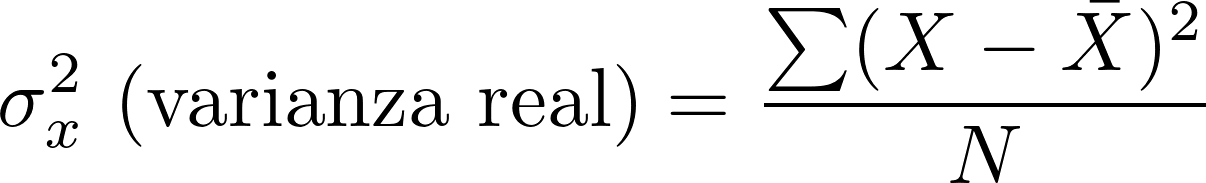 σ²ₓ (varianza real) = ∑(X − X̄)² / N